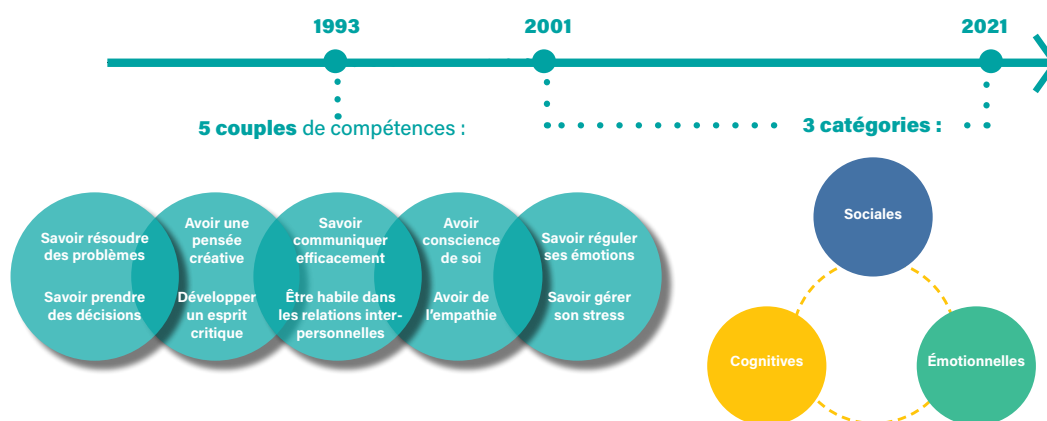 1993
2001
2021
5 couples de compétences :
3 catégories :
Savoir résoudre
des problèmes
Savoir prendre
des décisions
Avoir une
pensée
créative
Développer
un esprit
critique
Savoir
communiquer
efficacement
Être habile dans
les relations inter-
personnelles
Avoir
conscience
de soi
Avoir de
l'empathie
Savoir réguler
ses émotions
Savoir gérer
son stress
Sociales
Cognitives
Émotionnelles